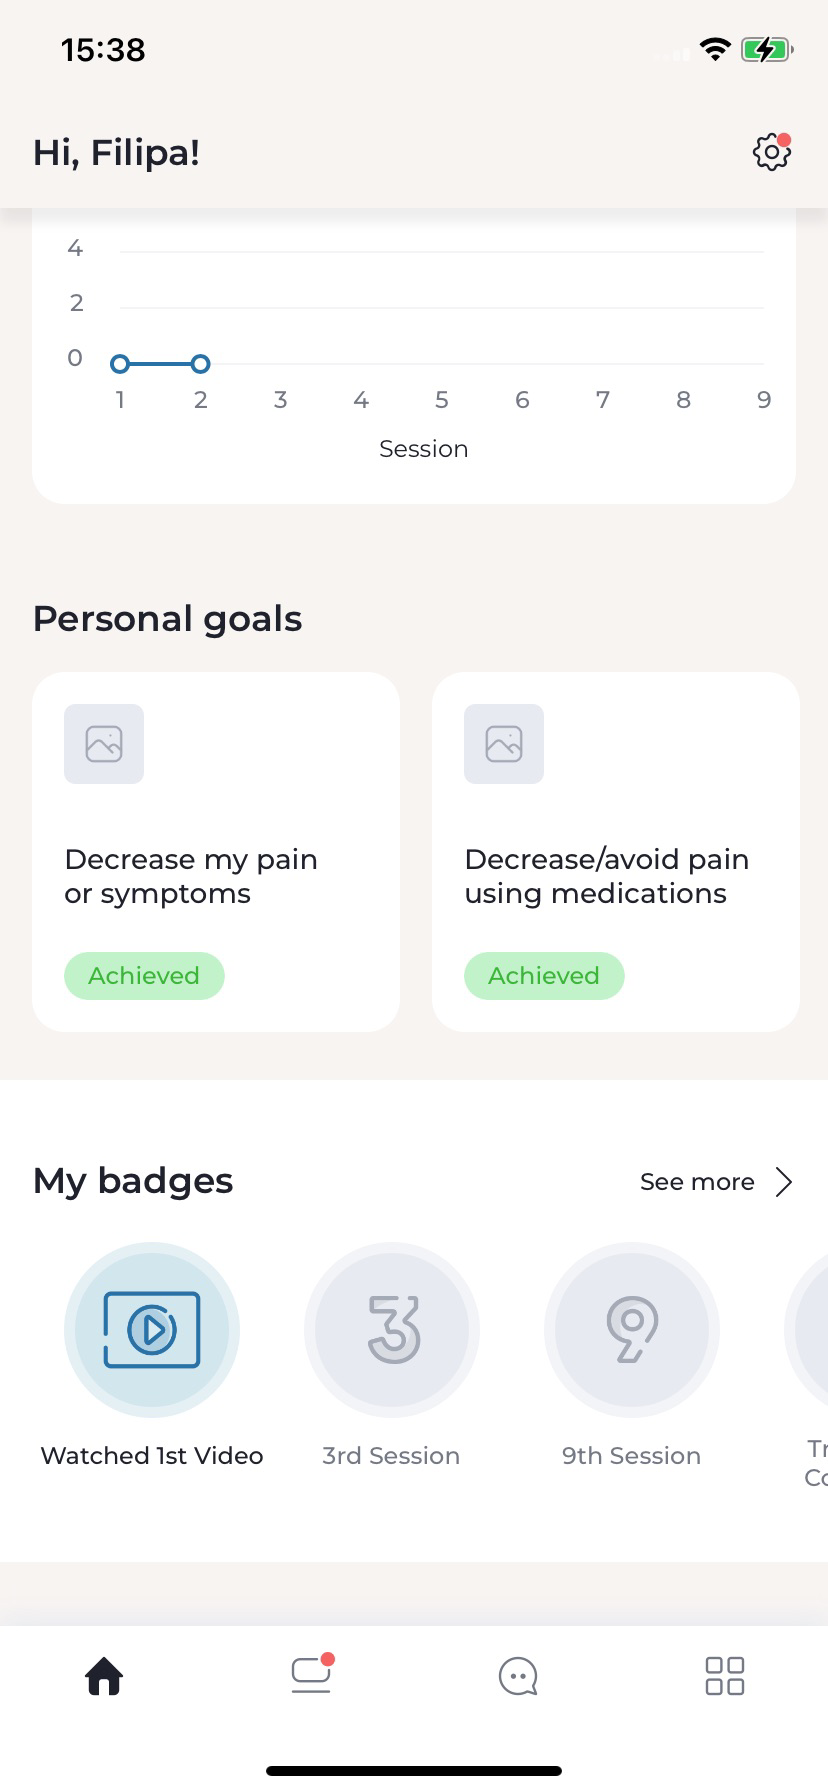 15:38
Hi, Filipa!
4
2
0
1 2 3 4 5 6 7 8 9
Session
Personal goals
Decrease my pain
or symptoms
Achieved
Decrease/avoid pain
using medications
Achieved
My badges
See more
3
9
Watched 1st Video
3rd Session
9th Session